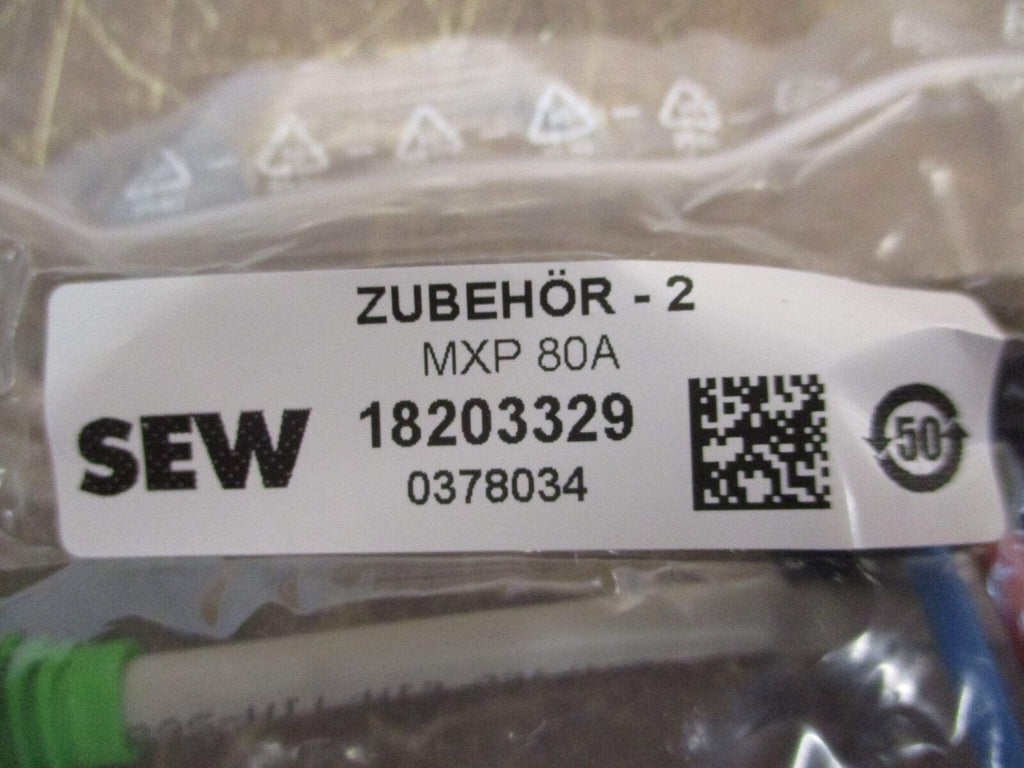 ZUBEHÖR - 2
MXP 80A
SEW
18203329
0378034
50